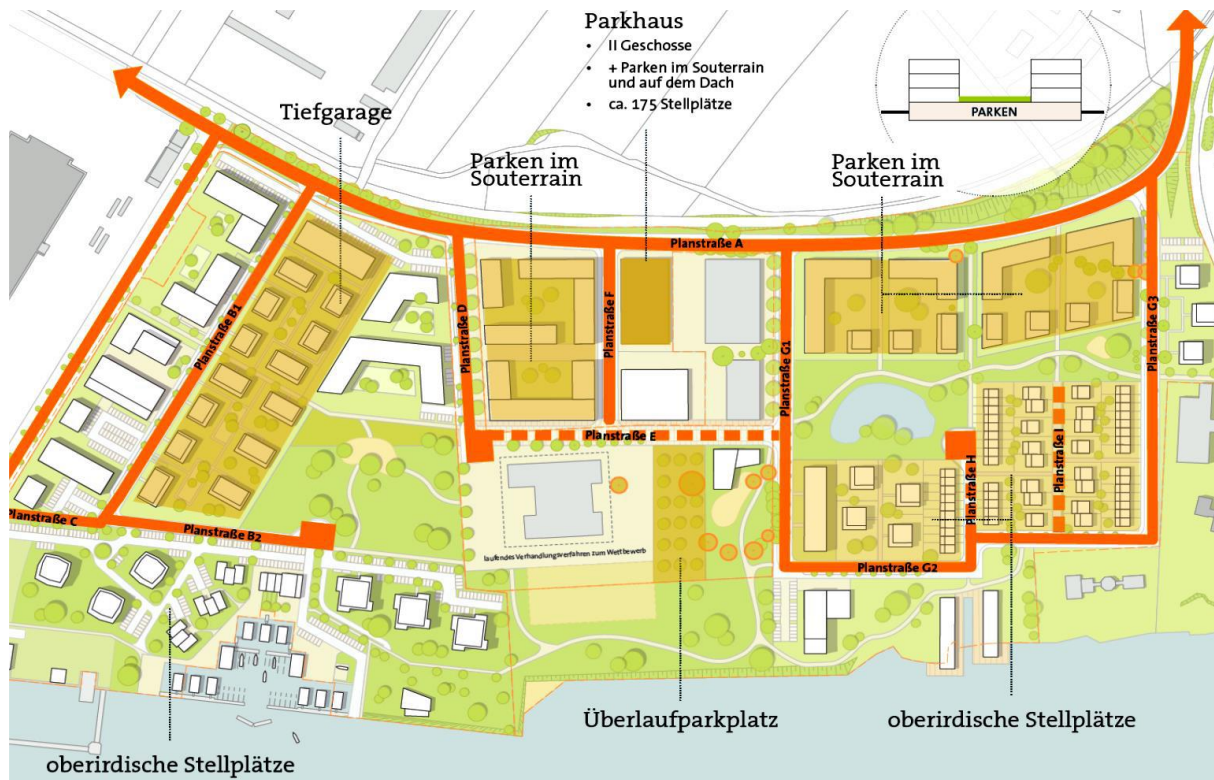 Parkhaus
• II Geschosse
• + Parken im Souterrain
und auf dem Dach
• ca. 175 Stellplätze
PARKEN
Tiefgarage
Parken im
Souterrain
Parken im
Souterrain
Planstraße A
Planstraße B1
Planstraße D
Planstraße F
Planstraße G1
Planstraße G3
Planstraße E
Planstraße H
Planstraße I
Planstraße C
Planstraße B2
laufendes Verhandlungsverfahren zum Wettbewerb
Planstraße G2
Überlaufparkplatz
oberirdische Stellplätze
oberirdische Stellplätze